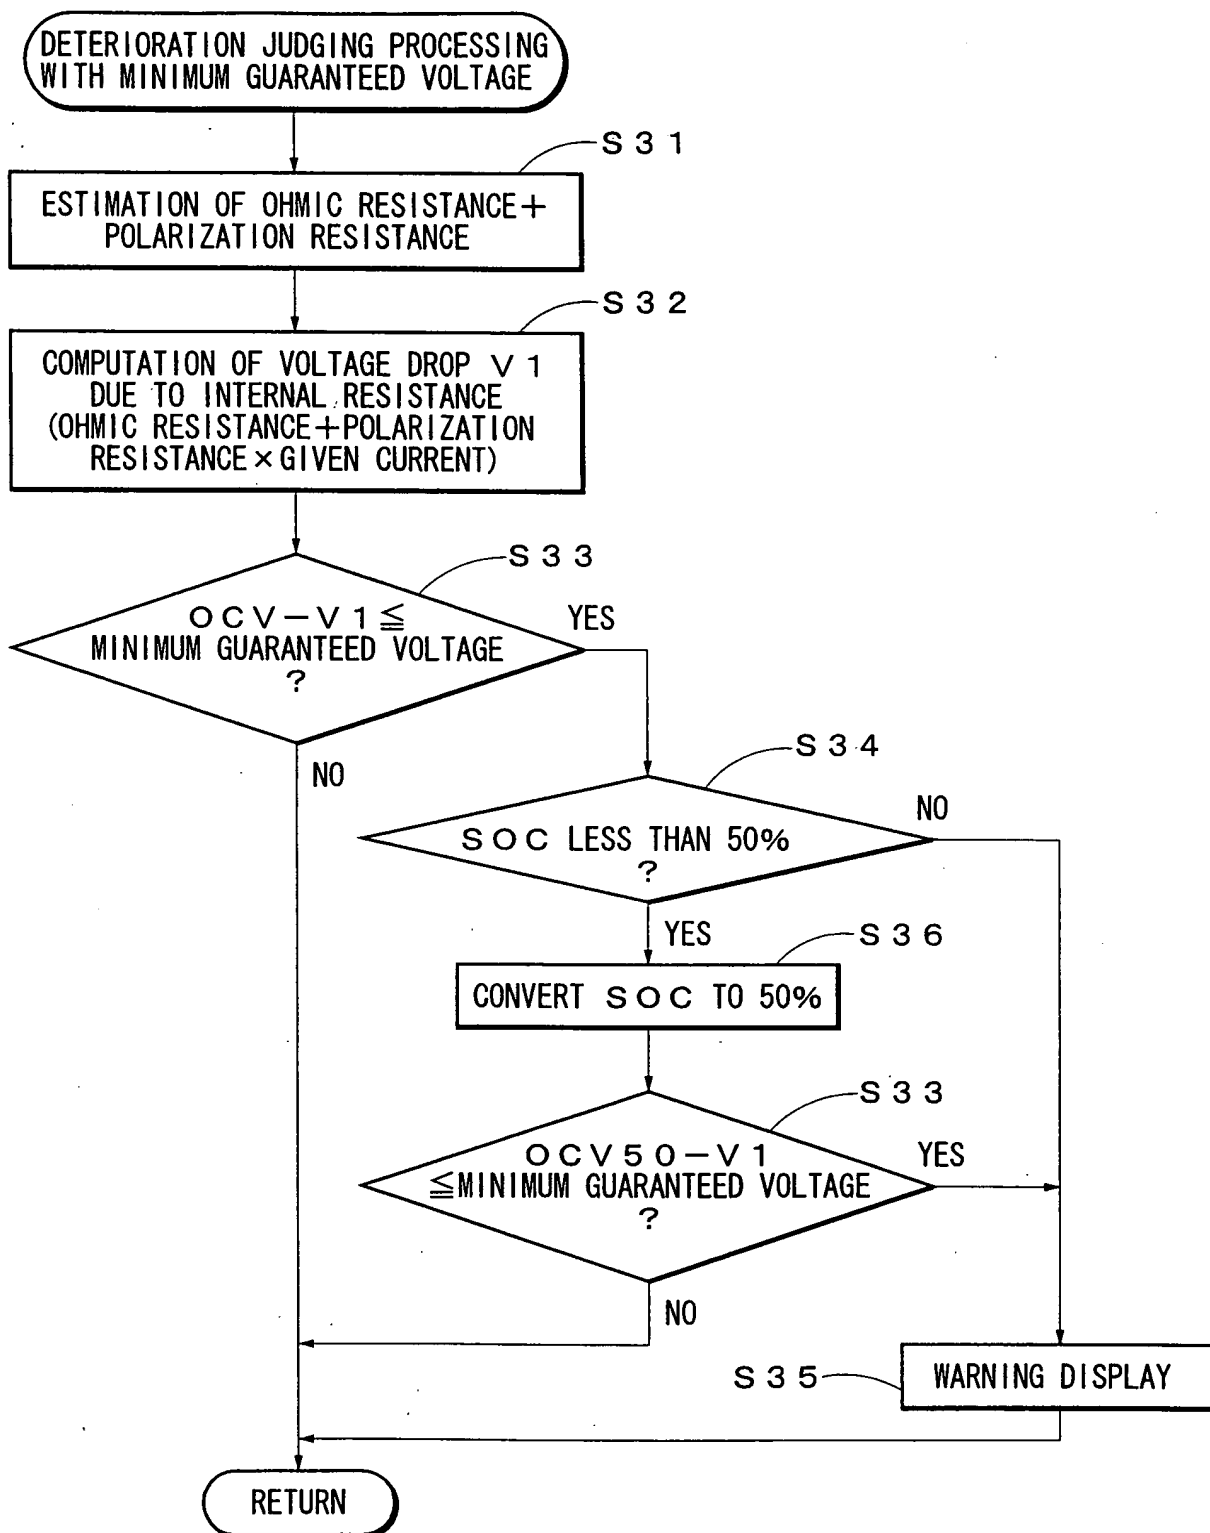 DETERIORATION JUDGING PROCESSING
WITH MINIMUM GUARANTEED VOLTAGE
S31
ESTIMATION OF OHMIC RESISTANCE+
POLARIZATION RESISTANCE
S32
COMPUTATION OF VOLTAGE DROP V1
DUE TO INTERNAL RESISTANCE
(OHMIC RESISTANCE+POLARIZATION
RESISTANCE×GIVEN CURRENT)
S33
OCV−V1≦
MINIMUM GUARANTEED VOLTAGE
?
YES
NO
S34
SOC LESS THAN 50%
?
NO
YES
S36
CONVERT SOC TO 50%
S33
OCV50−V1
≦MINIMUM GUARANTEED VOLTAGE
?
YES
NO
S35
WARNING DISPLAY
RETURN